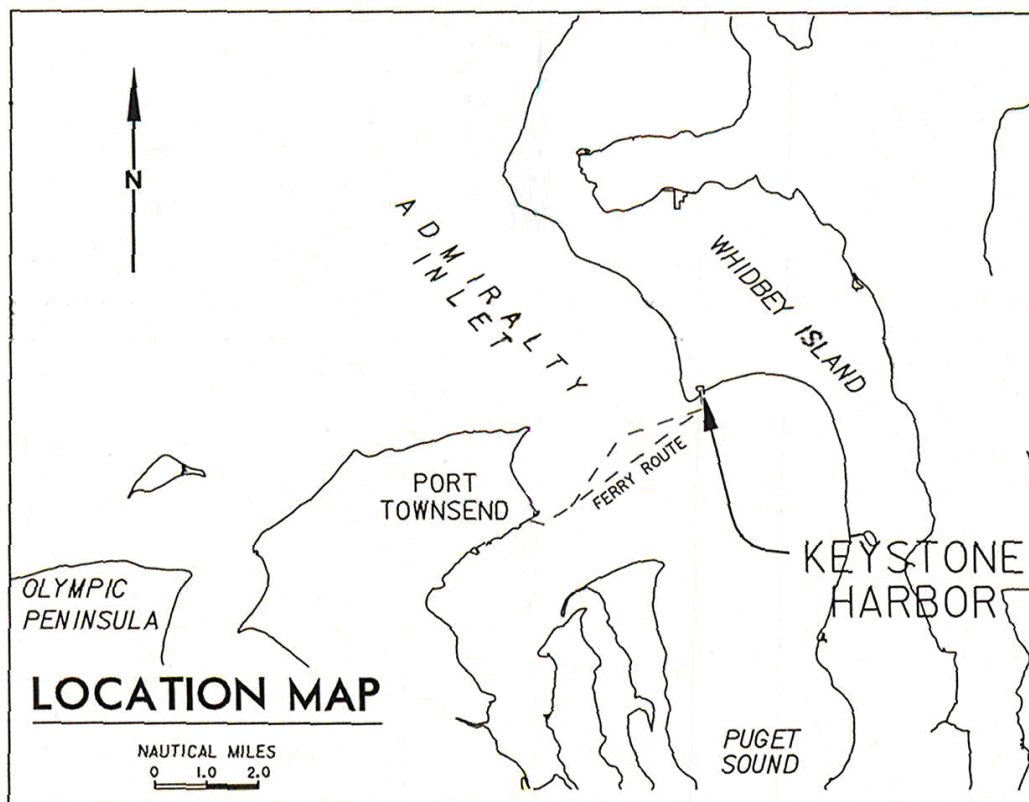 N
ADMIRALTY
INLET
WHIDBEY ISLAND
PORT
TOWNSEND
FERRY ROUTE
KEYSTONE
HARBOR
OLYMPIC
PENINSULA
LOCATION MAP
NAUTICAL MILES
0 1.0 2.0
PUGET
SOUND